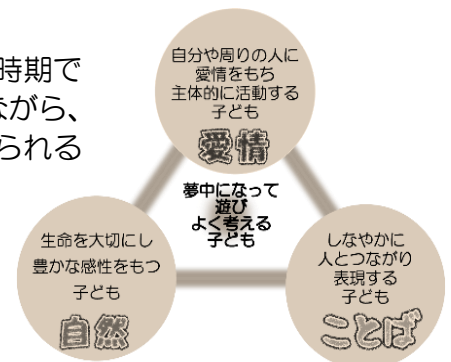 時期で
ながら、
られる
自分や周りの人に
愛情をもち
主体的に活動する
子ども
愛情
夢中になって
遊び
よく考える
子ども
生命を大切にし
豊かな感性をもつ
子ども
自然
しなやかに
人とつながり
表現する
子ども
ことば